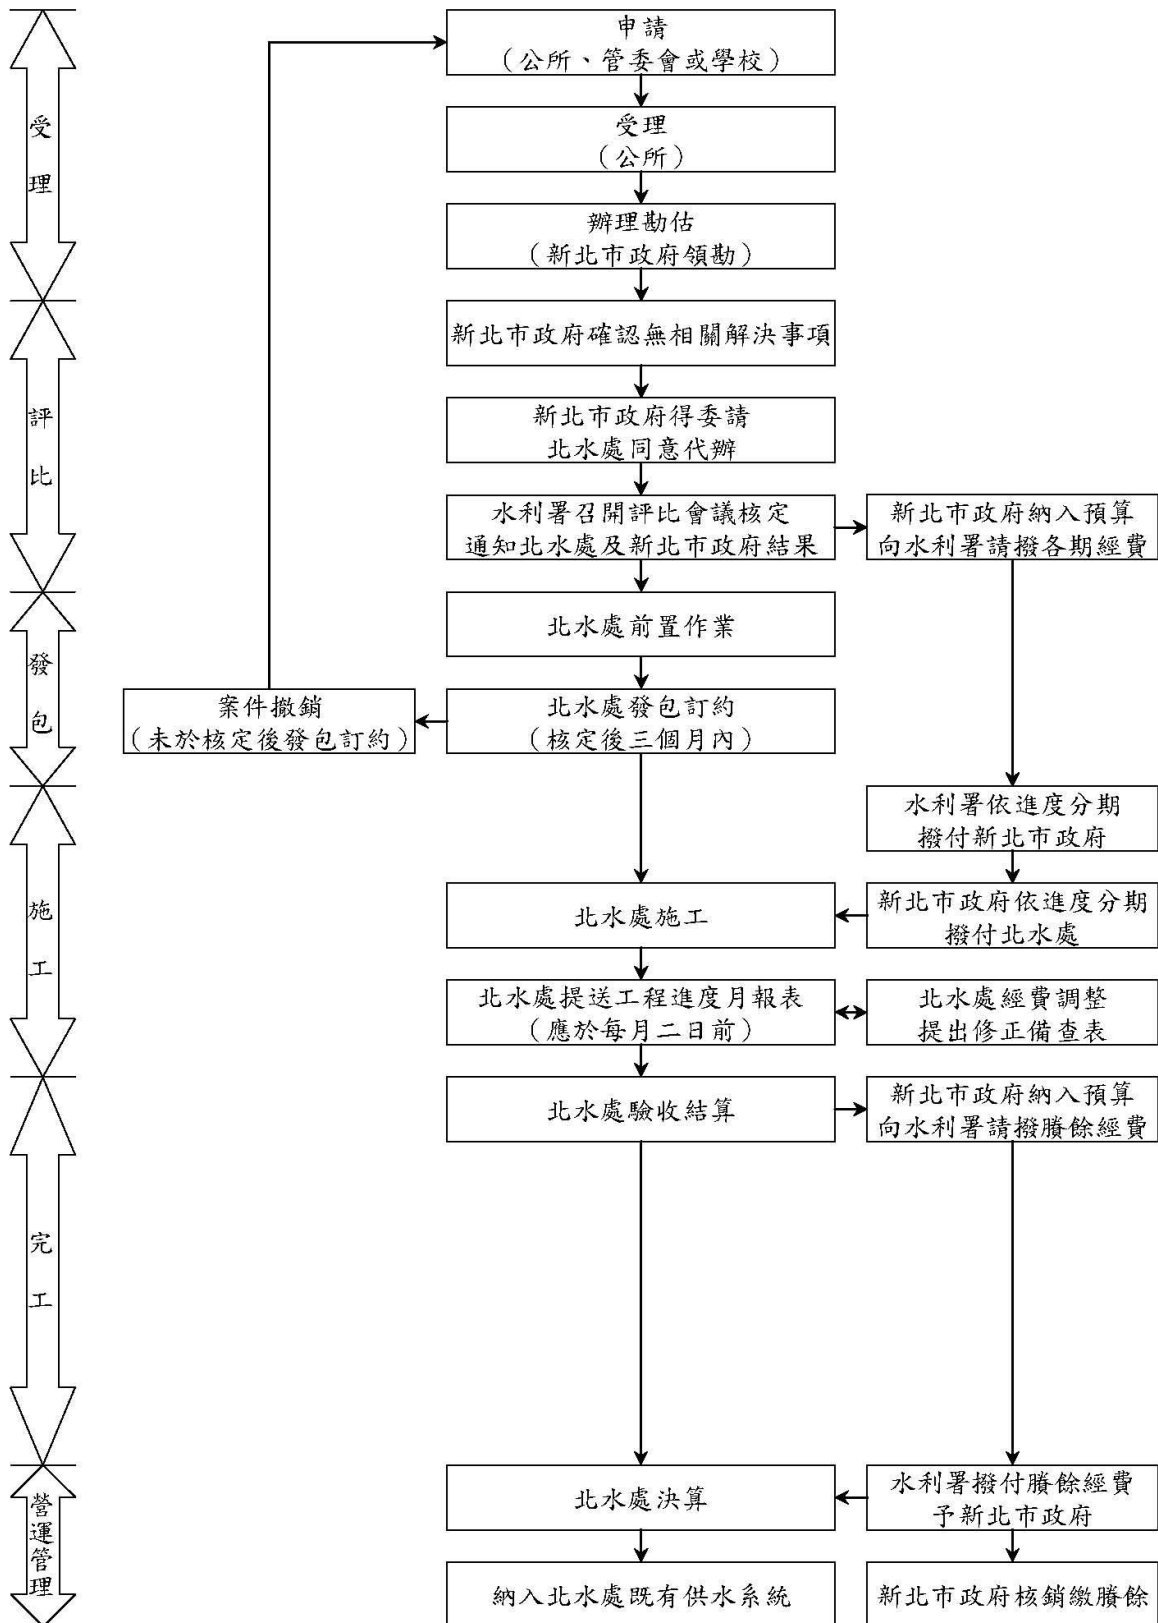 申請
（公所、管委會或學校）
受理
（公所）
受
理
辦理勘估
（新北市政府領勘）
新北市政府確認無相關解決事項
新北市政府得委請
北水處同意代辦
評
比
水利署召開評比會議核定
通知北水處及新北市政府結果
新北市政府納入預算
向水利署請撥各期經費
北水處前置作業
發
包
案件撤銷
（未於核定後發包訂約）
北水處發包訂約
（核定後三個月內）
水利署依進度分期
撥付新北市政府
施
工
北水處施工
新北市政府依進度分期
撥付北水處
北水處提送工程進度月報表
（應於每月二日前）
北水處經費調整
提出修正備查表
北水處驗收結算
新北市政府納入預算
向水利署請撥賸餘經費
完
工
北水處決算
水利署撥付賸餘經費
予新北市政府
營
運
管
理
納入北水處既有供水系統
新北市政府核銷繳賸餘